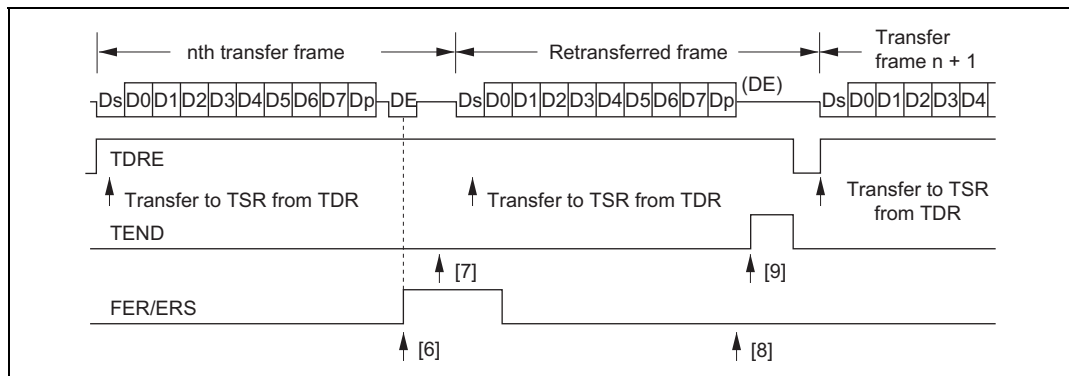 nth transfer frame
Retransferred frame
Transfer
frame n + 1
Ds D0 D1 D2 D3 D4 D5 D6 D7 Dp DE
Ds D0 D1 D2 D3 D4 D5 D6 D7 Dp (DE)
Ds D0 D1 D2 D3 D4
TDRE
Transfer to TSR from TDR
Transfer to TSR from TDR
Transfer to TSR
from TDR
TEND
[7]
[9]
FER/ERS
[6]
[8]